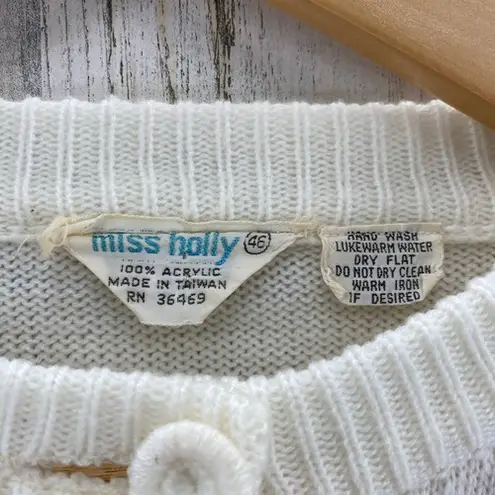 miss holly 46
100% ACRYLIC
MADE IN TAIWAN
RN 36469
HAND WASH
LUKEWARM WATER
DRY FLAT
DO NOT DRY CLEAN
WARM IRON
IF DESIRED